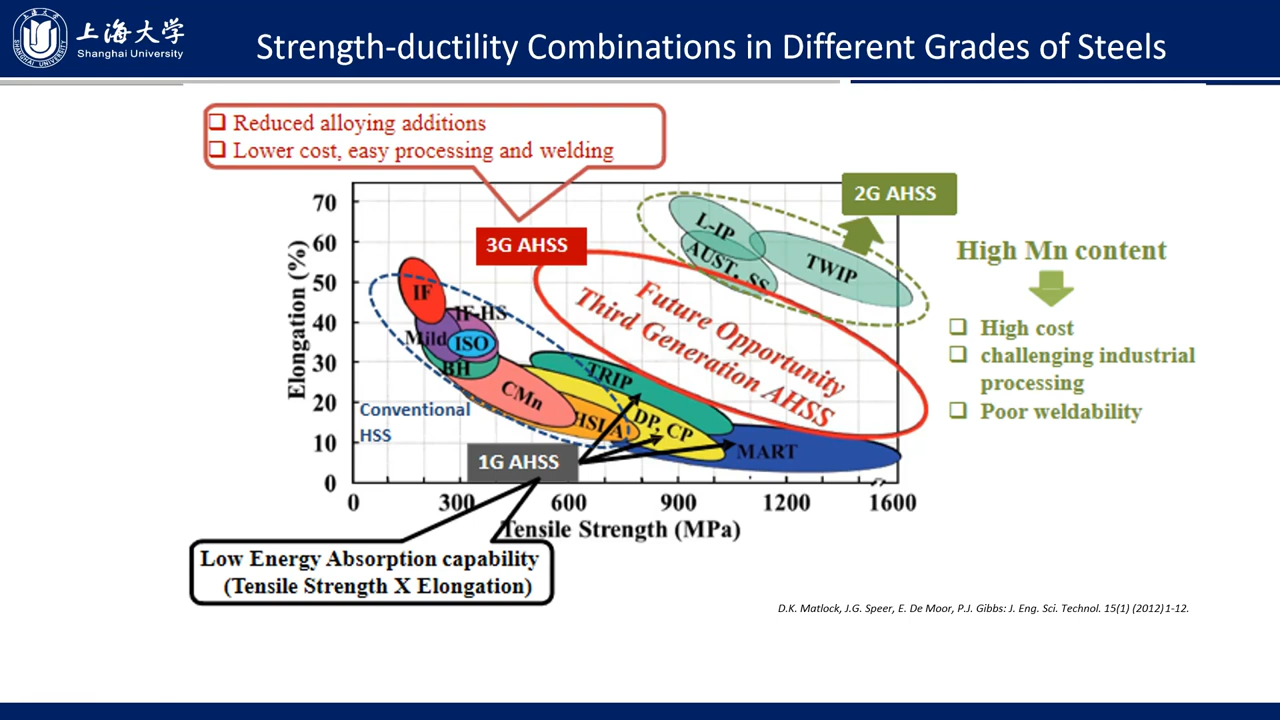 上海大学
Shanghai University
SHANGHAI UNIVERSITY
Strength-ductility Combinations in Different Grades of Steels
❑ Reduced alloying additions
❑ Lower cost, easy processing and welding
3G AHSS
2G AHSS
High Mn content
❑ High cost
❑ challenging industrial
processing
❑ Poor weldability
Elongation (%)
70
60
50
40
30
20
10
0
L-IP
AUST. SS
TWIP
Future Opportunity
Third Generation AHSS
IF
IF-HS
Mild
ISO
BH
CMn
TRIP
HSLA
DP, CP
MART
Conventional
HSS
1G AHSS
0
300
600
900
1200
1600
Tensile Strength (MPa)
Low Energy Absorption capability
(Tensile Strength X Elongation)
D.K. Matlock, J.G. Speer, E. De Moor, P.J. Gibbs: J. Eng. Sci. Technol. 15(1) (2012)1-12.